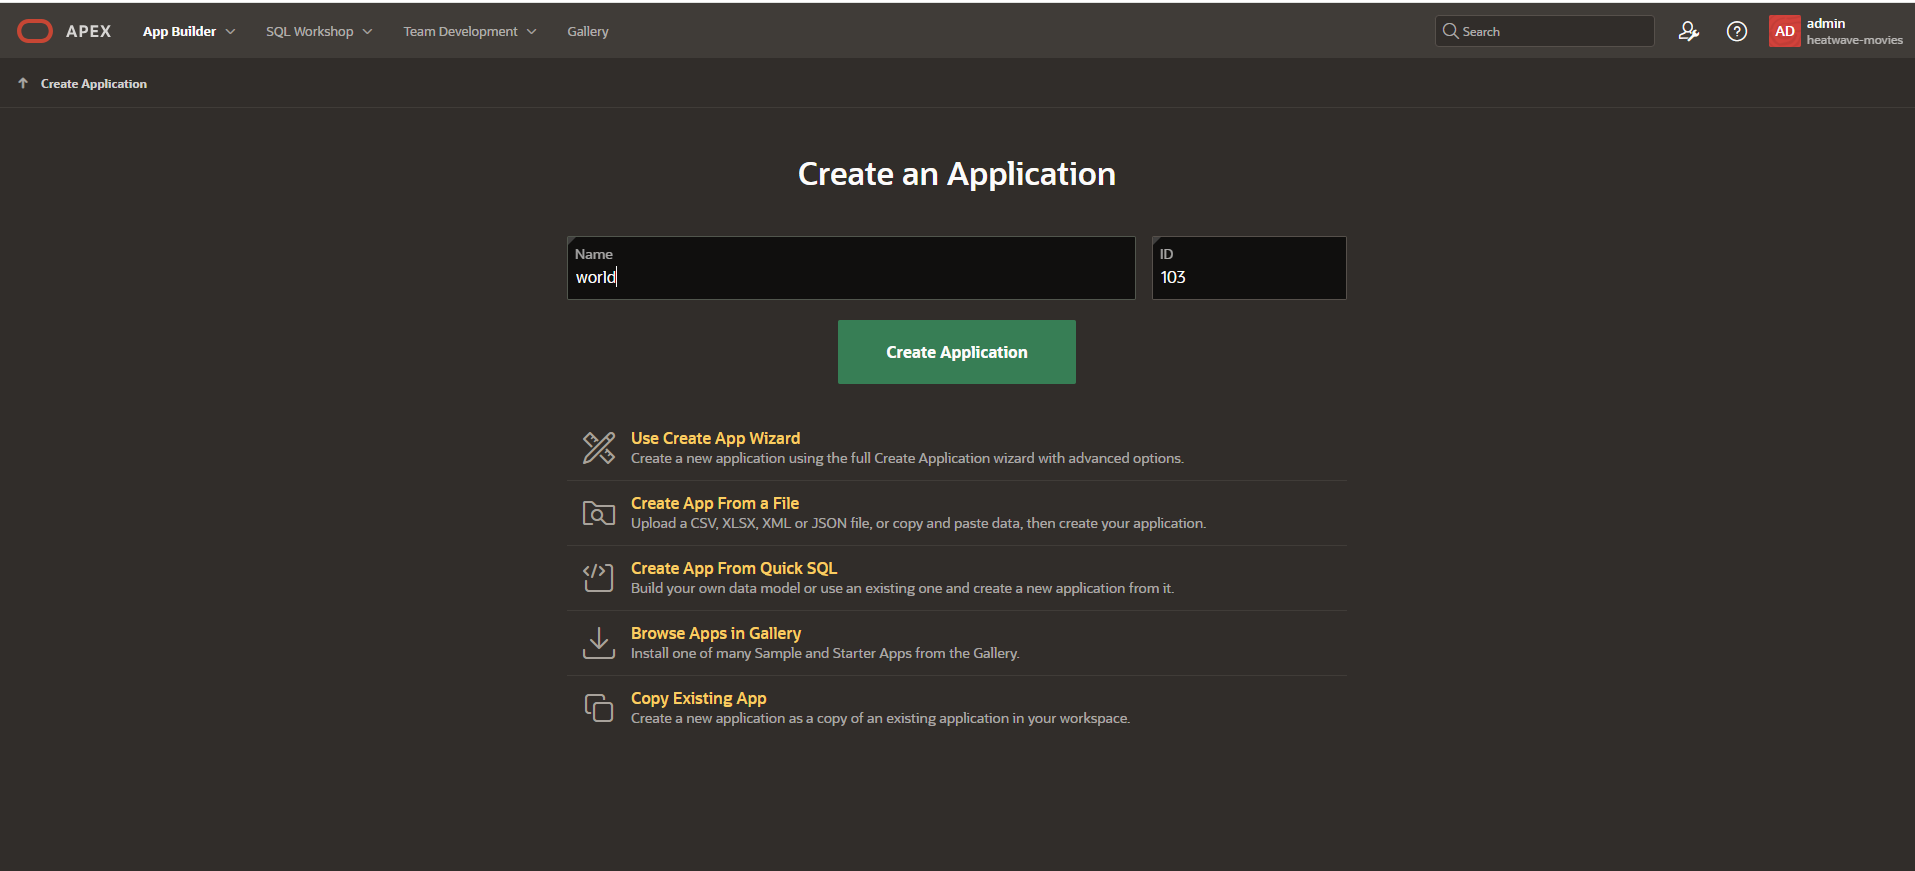 APEX App Builder SQL Workshop Team Development Gallery Search ? AD admin
heatwave-movies
Create Application
Create an Application
Name
world
ID
103
Create Application
Use Create App Wizard
Create a new application using the full Create Application wizard with advanced options.
Create App From a File
Upload a CSV, XLSX, XML or JSON file, or copy and paste data, then create your application.
Create App From Quick SQL
Build your own data model or use an existing one and create a new application from it.
Browse Apps in Gallery
Install one of many Sample and Starter Apps from the Gallery.
Copy Existing App
Create a new application as a copy of an existing application in your workspace.